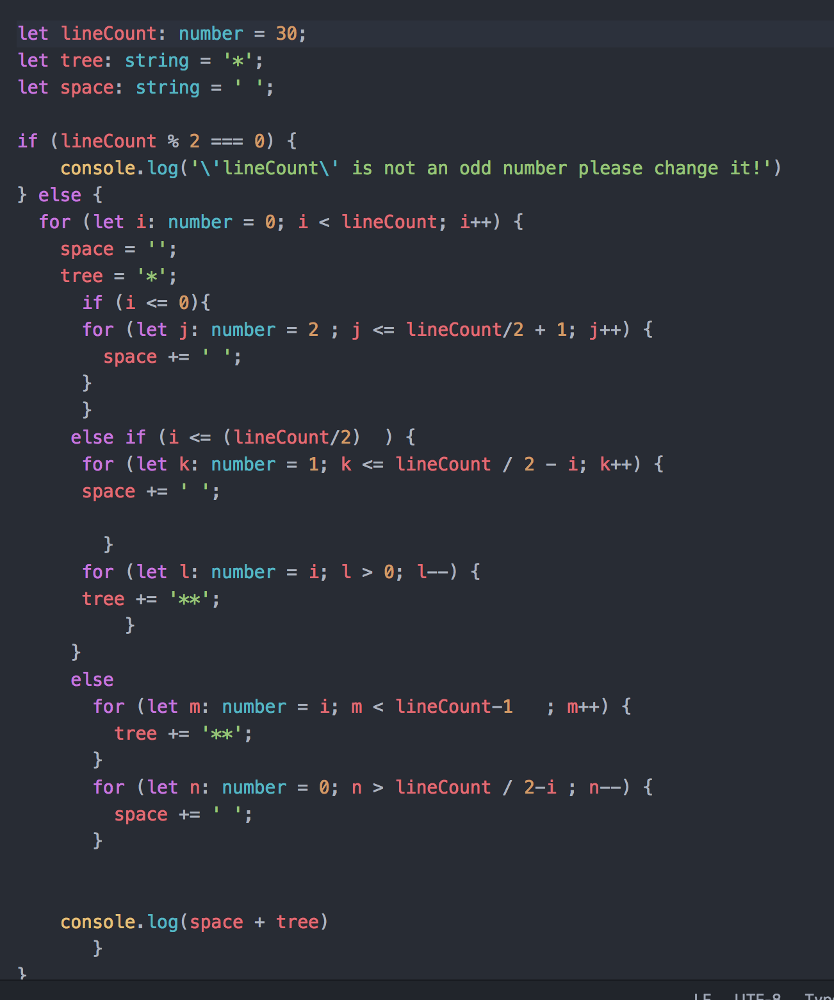 let lineCount: number = 30;
let tree: string = '*';
let space: string = ' ';
if (lineCount % 2 === 0) {
console.log('\'lineCount\' is not an odd number please change it!')
} else {
for (let i: number = 0; i < lineCount; i++) {
space = '';
tree = '*';
if (i <= 0){
for (let j: number = 2 ; j <= lineCount/2 + 1; j++) {
space += ' ';
}
}
else if (i <= (lineCount/2)  ) {
for (let k: number = 1; k <= lineCount / 2 - i; k++) {
space += ' ';
}
for (let l: number = i; l > 0; l--) {
tree += '**';
}
}
else
for (let m: number = i; m < lineCount-1   ; m++) {
tree += '**';
}
for (let n: number = 0; n > lineCount / 2-i ; n--) {
space += ' ';
}
console.log(space + tree)
}
}
LF UTF-8